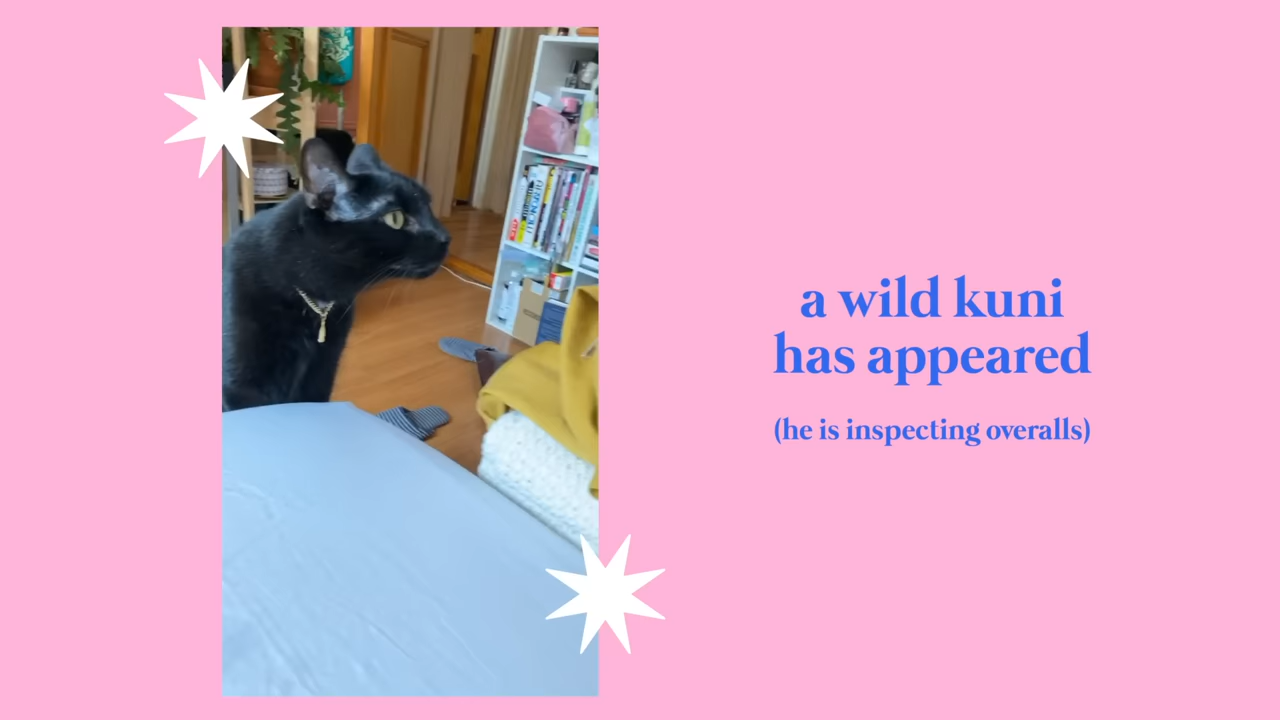 a wild kuni
has appeared
(he is inspecting overalls)